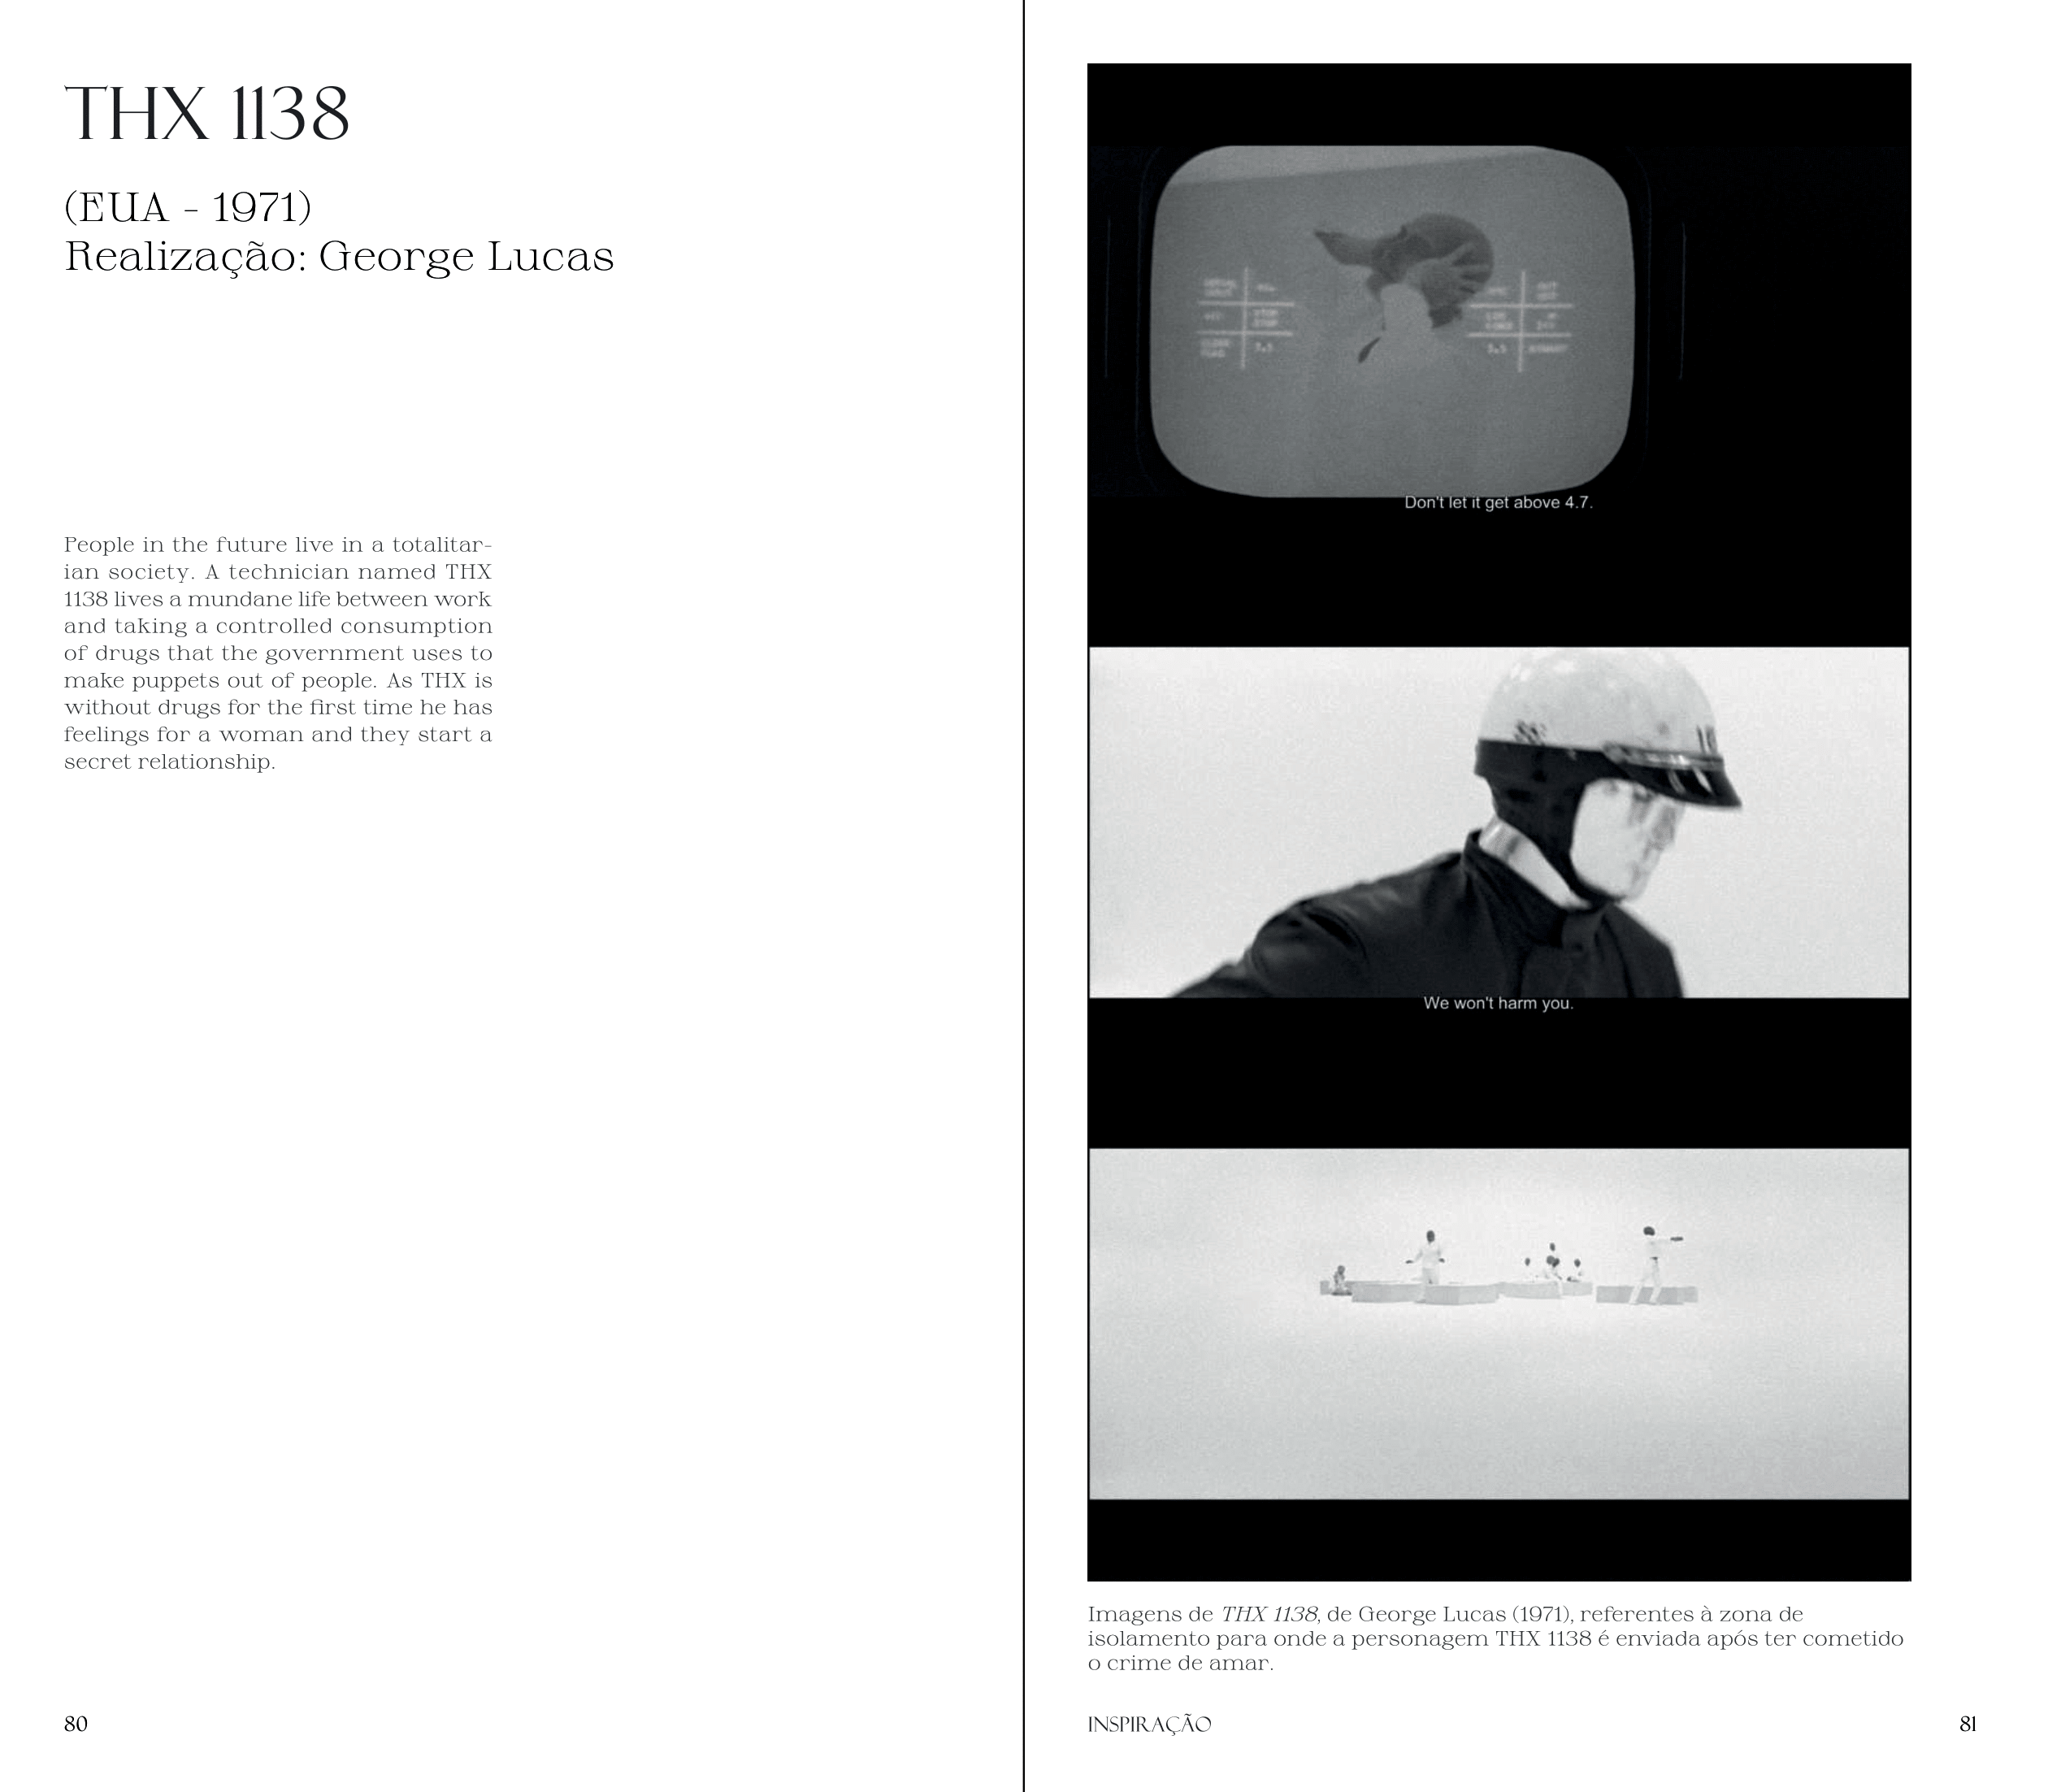 THX 1138
(EUA - 1971)
Realização: George Lucas
People in the future live in a totalitar-
ian society. A technician named THX
1138 lives a mundane life between work
and taking a controlled consumption
of drugs that the government uses to
make puppets out of people. As THX is
without drugs for the first time he has
feelings for a woman and they start a
secret relationship.
80
Don't let it get above 4.7.
We won't harm you.
Imagens de THX 1138, de George Lucas (1971), referentes à zona de
isolamento para onde a personagem THX 1138 é enviada após ter cometido
o crime de amar.
INSPIRAÇÃO
81